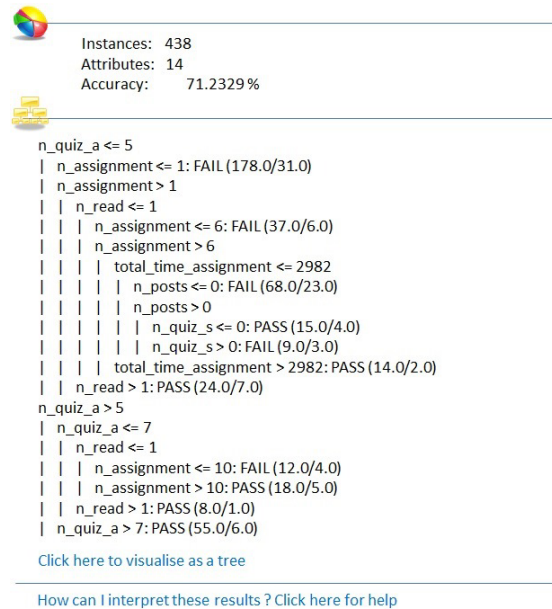 Instances: 438
Attributes: 14
Accuracy: 71.2329 %
n_quiz_a <= 5
| n_assignment <= 1: FAIL (178.0/31.0)
| n_assignment > 1
| | n_read <= 1
| | | n_assignment <= 6: FAIL (37.0/6.0)
| | | n_assignment > 6
| | | | total_time_assignment <= 2982
| | | | | n_posts <= 0: FAIL (68.0/23.0)
| | | | | n_posts > 0
| | | | | | n_quiz_s <= 0: PASS (15.0/4.0)
| | | | | | n_quiz_s > 0: FAIL (9.0/3.0)
| | | | total_time_assignment > 2982: PASS (14.0/2.0)
| | n_read > 1: PASS (24.0/7.0)
n_quiz_a > 5
| n_quiz_a <= 7
| | n_read <= 1
| | | n_assignment <= 10: FAIL (12.0/4.0)
| | | n_assignment > 10: PASS (18.0/5.0)
| | n_read > 1: PASS (8.0/1.0)
| n_quiz_a > 7: PASS (55.0/6.0)
Click here to visualise as a tree
How can I interpret these results ? Click here for help